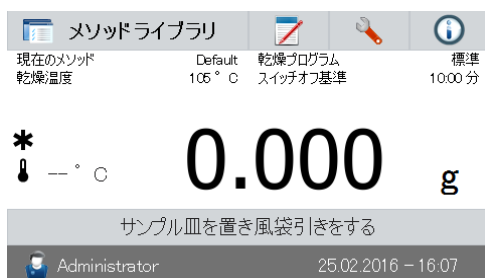 メソッドライブラリ
現在のメソッド Default 乾燥プログラム 標準
乾燥温度 105°C スイッチオフ基準 10:00 分
--°C 0.000 g
サンプル皿を置き風袋引きをする
Administrator 25.02.2016 - 16:07